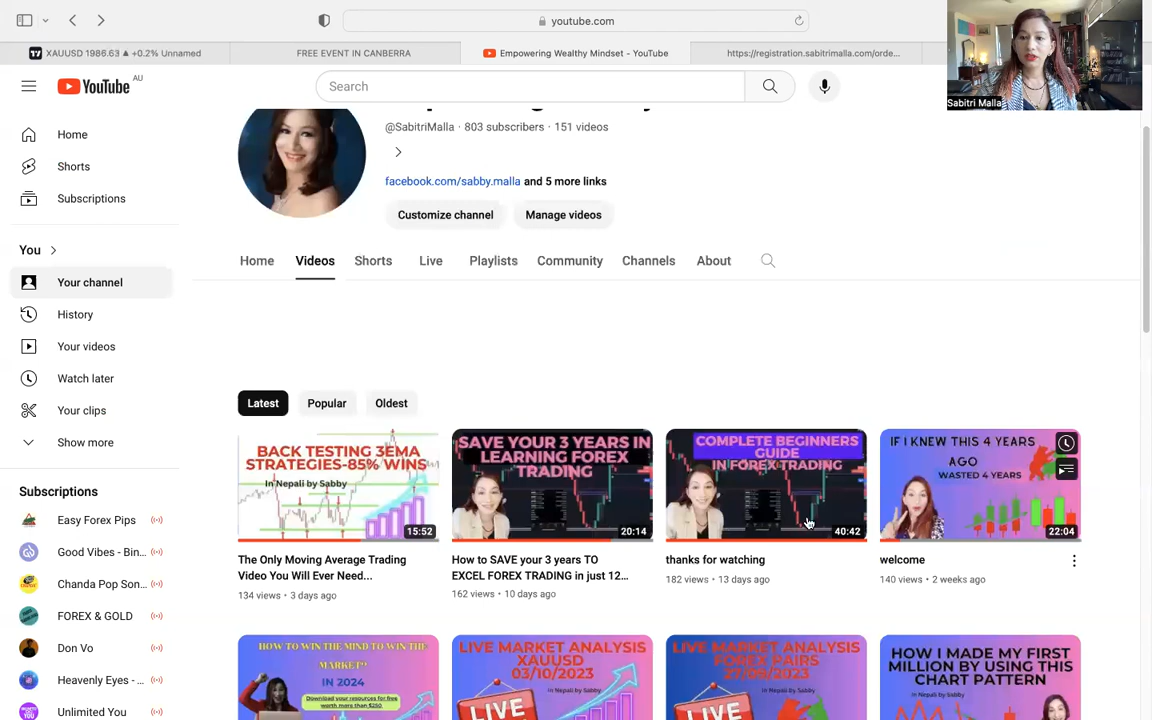 youtube.com
XAUUSD 1986.63 ▲ +0.2% Unnamed
FREE EVENT IN CANBERRA
Empowering Wealthy Mindset - YouTube
https://registration.sabitrimalla.com/orde...
Sabitri Malla
YouTube AU
Search
@SabitriMalla · 803 subscribers · 151 videos
facebook.com/sabby.malla and 5 more links
Customize channel
Manage videos
Home
Videos
Shorts
Live
Playlists
Community
Channels
About
Home
Shorts
Subscriptions
You
Your channel
History
Your videos
Watch later
Your clips
Show more
Subscriptions
Easy Forex Pips
Good Vibes - Bin...
Chanda Pop Son...
FOREX & GOLD
Don Vo
Heavenly Eyes - ...
Unlimited You
Latest
Popular
Oldest
BACK TESTING 3EMA
STRATEGIES-85% WINS
In Nepali by Sabby
15:52
The Only Moving Average Trading
Video You Will Ever Need...
134 views · 3 days ago
SAVE YOUR 3 YEARS IN
LEARNING FOREX
TRADING
20:14
How to SAVE your 3 years TO
EXCEL FOREX TRADING in just 12...
162 views · 10 days ago
COMPLETE BEGINNERS
GUIDE
IN FOREX TRADING
40:42
thanks for watching
182 views · 13 days ago
IF I KNEW THIS 4 YEARS
AGO
WASTED 4 YEARS
22:04
welcome
140 views · 2 weeks ago
HOW TO WIN THE MIND TO WIN THE
MARKET??
IN 2024
Download your resources for free
worth more than $250
LIVE MARKET ANALYSIS
XAUUSD
03/10/2023
In Nepali by Sabby
LIVE
LIVE MARKET ANALYSIS
FOREX PAIRS
27/09/2023
In Nepali by Sabby
LIVE
HOW I MADE MY FIRST
MILLION BY USING THIS
CHART PATTERN
In Nepali by Sabby